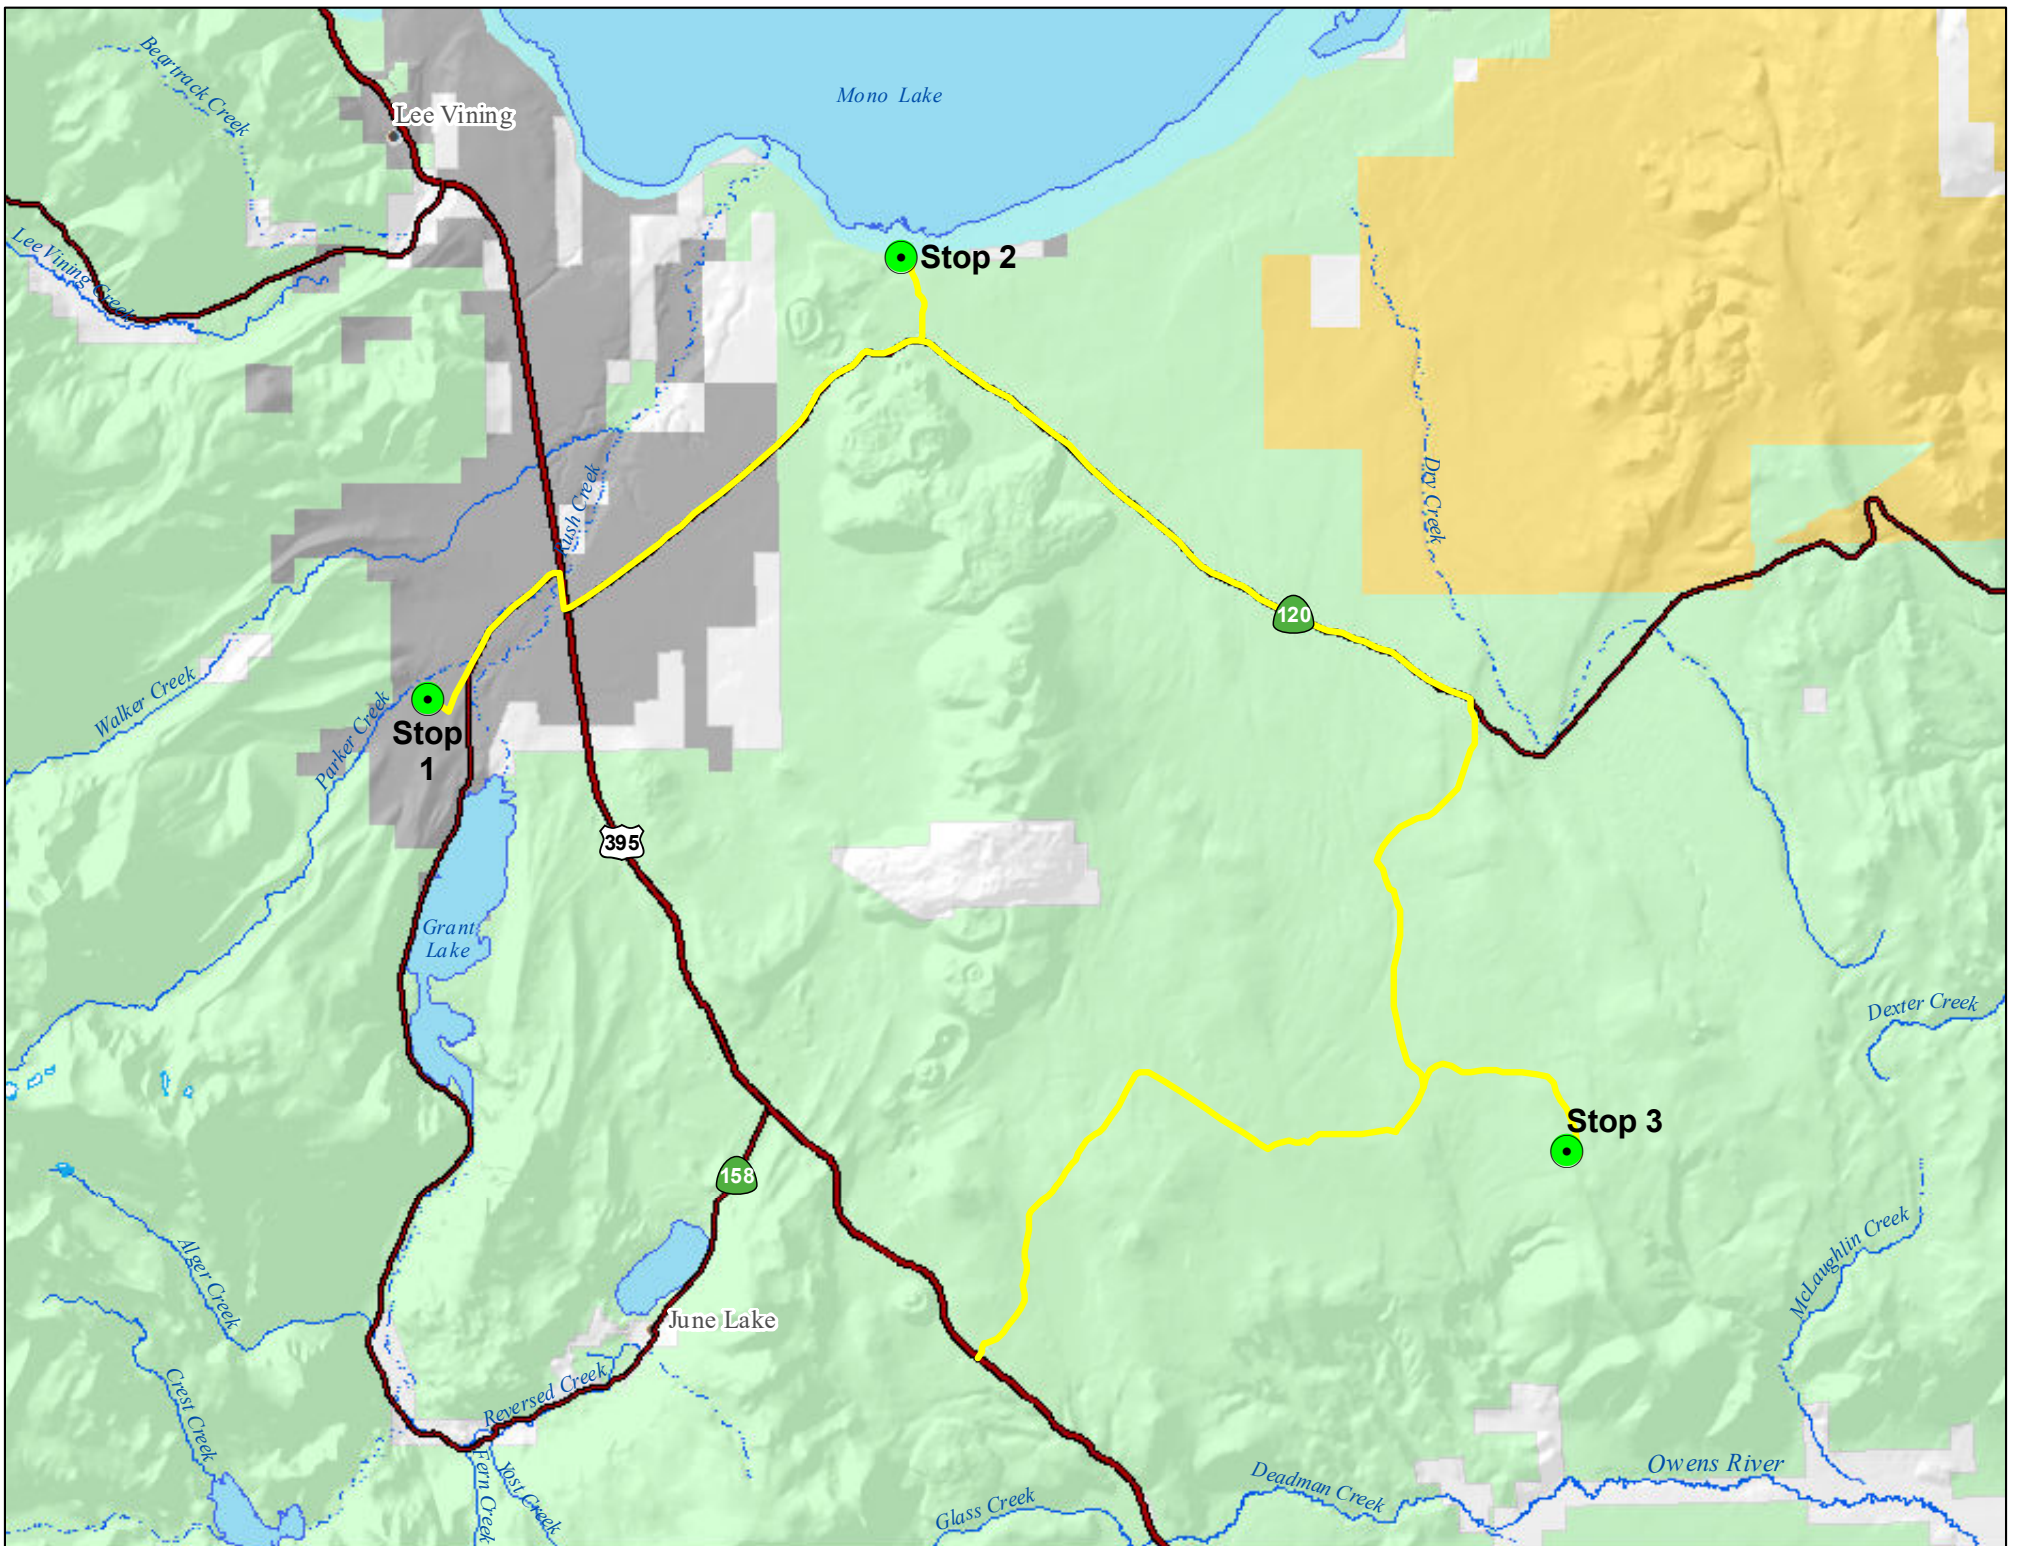 Beartrack Creek
Mono Lake
Lee Vining
Lee Vining Creek
Stop 2
Dry Creek
Rush Creek
120
Walker Creek
Parker Creek
Stop
1
395
Grant
Lake
Dexter Creek
Stop 3
158
Alger Creek
McLaughlin Creek
June Lake
Crest Creek
Reversed Creek
Fern Creek
Yost Creek
Glass Creek
Deadman Creek
Owens River